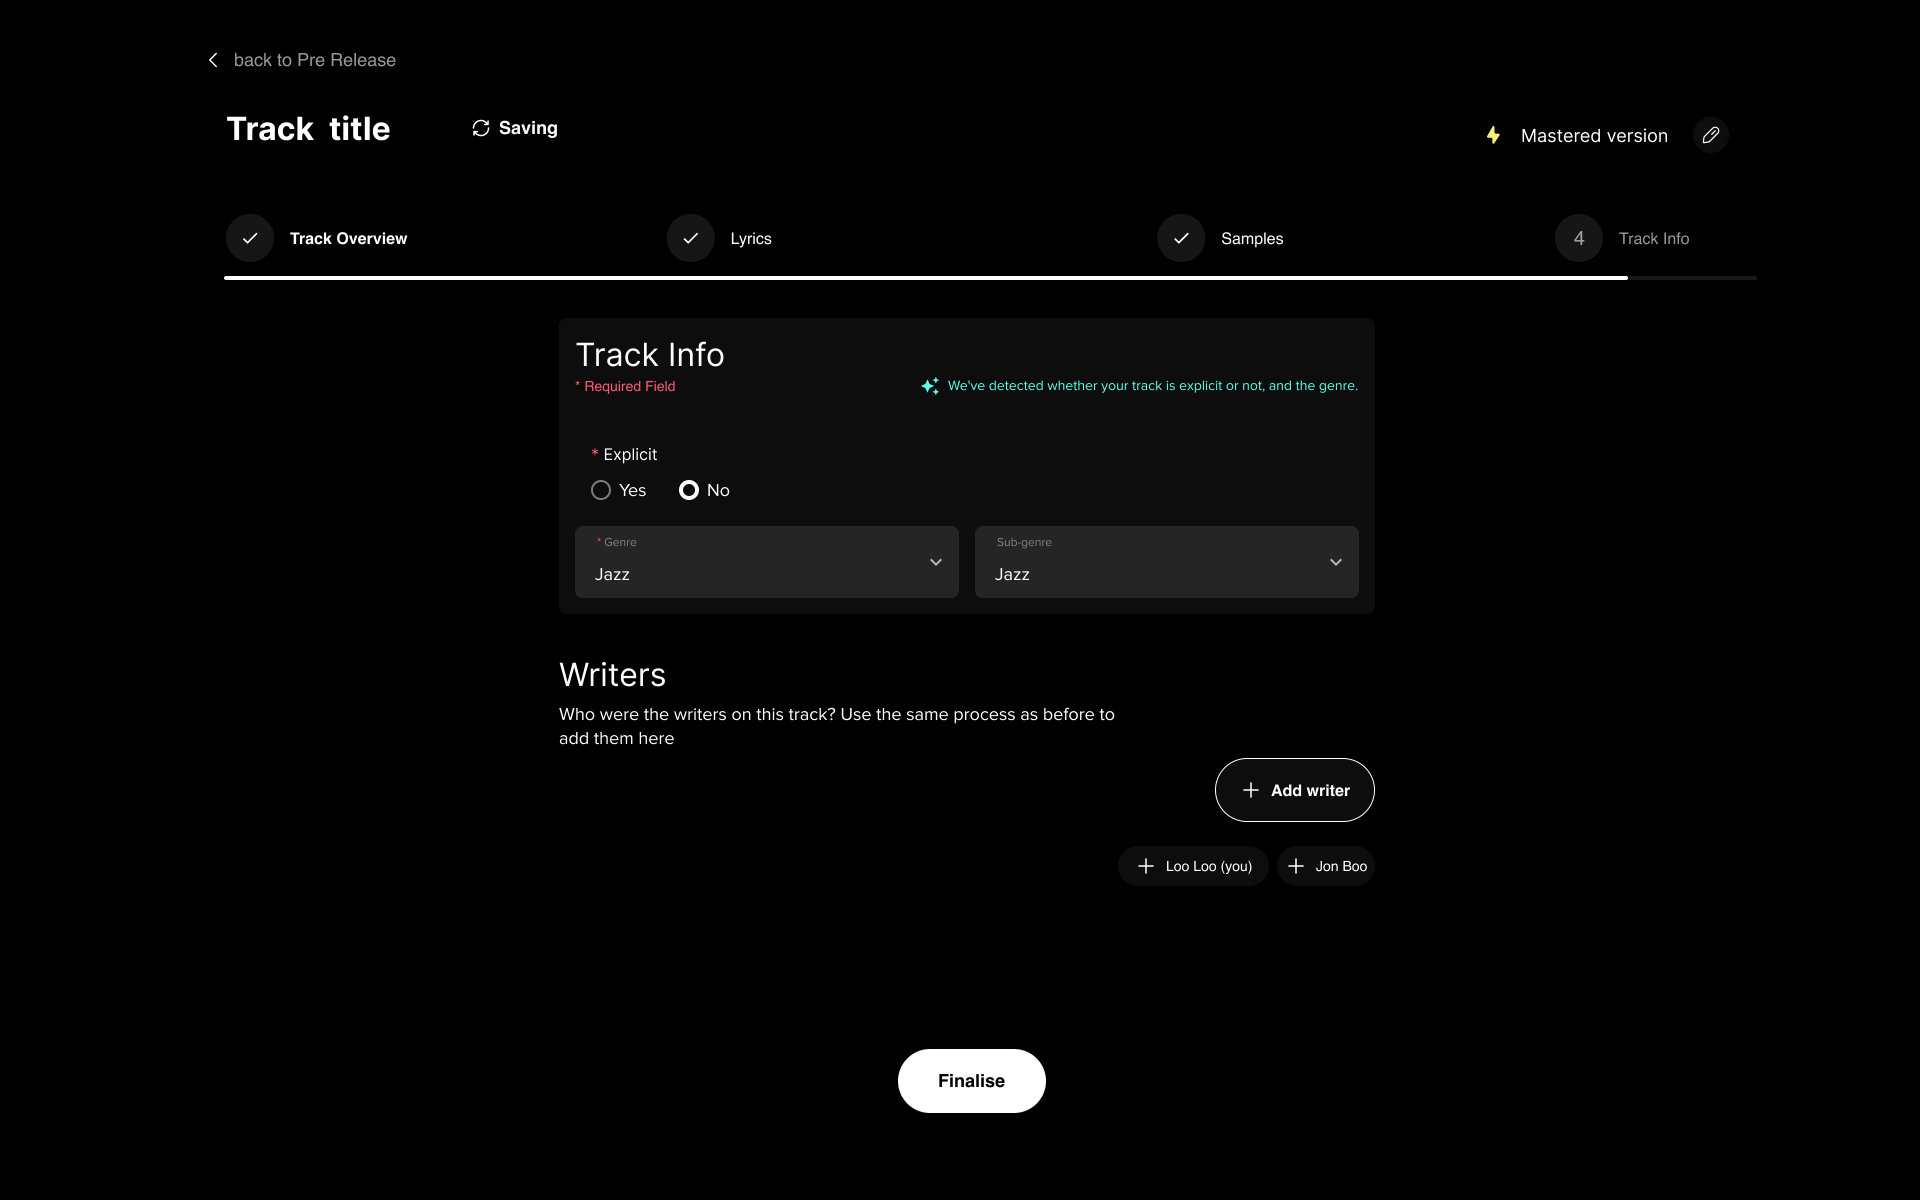 back to Pre Release
Track title
Saving
Mastered version
Track Overview
Lyrics
Samples
4
Track Info
Track Info
* Required Field
We've detected whether your track is explicit or not, and the genre.
* Explicit
Yes
No
* Genre
Jazz
Sub-genre
Jazz
Writers
Who were the writers on this track? Use the same process as before to
add them here
Add writer
Loo Loo (you)
Jon Boo
Finalise